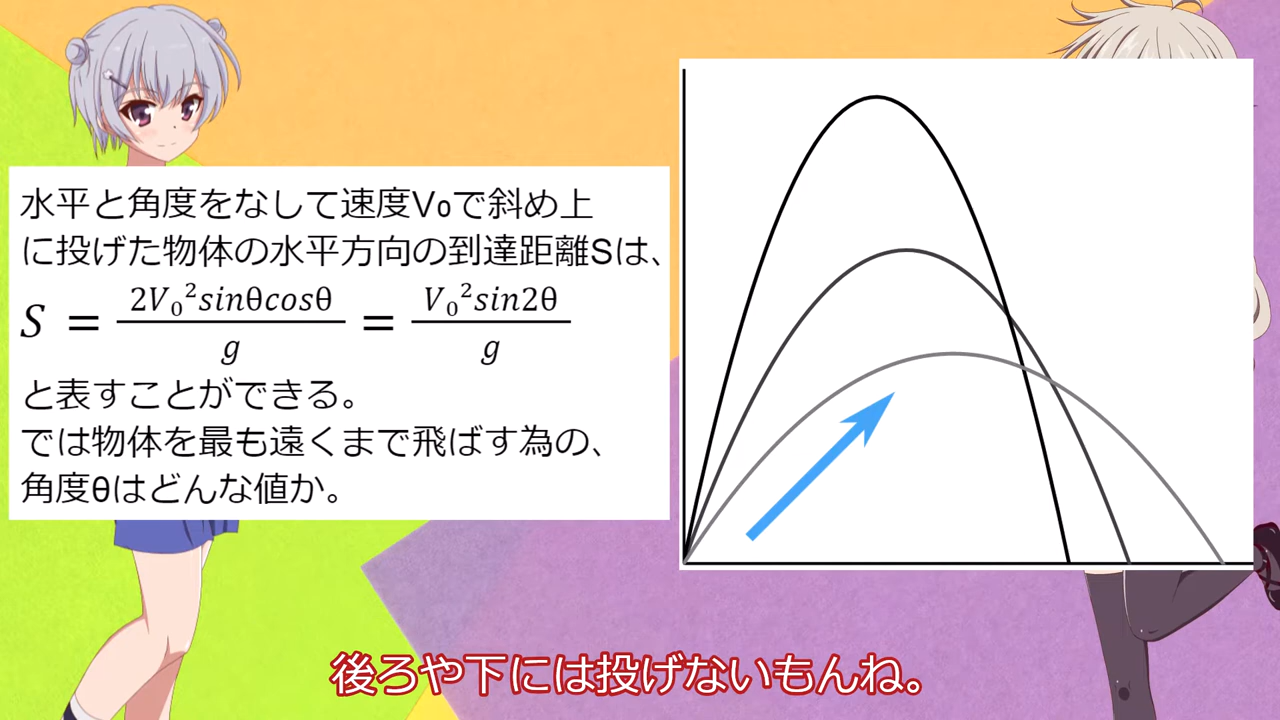 水平と角度をなして速度V₀で斜め上
に投げた物体の水平方向の到達距離Sは、
S = 2V₀²sinθcosθ / g = V₀²sin2θ / g
と表すことができる。
では物体を最も遠くまで飛ばす為の、
角度θはどんな値か。
後ろや下には投げないもんね。